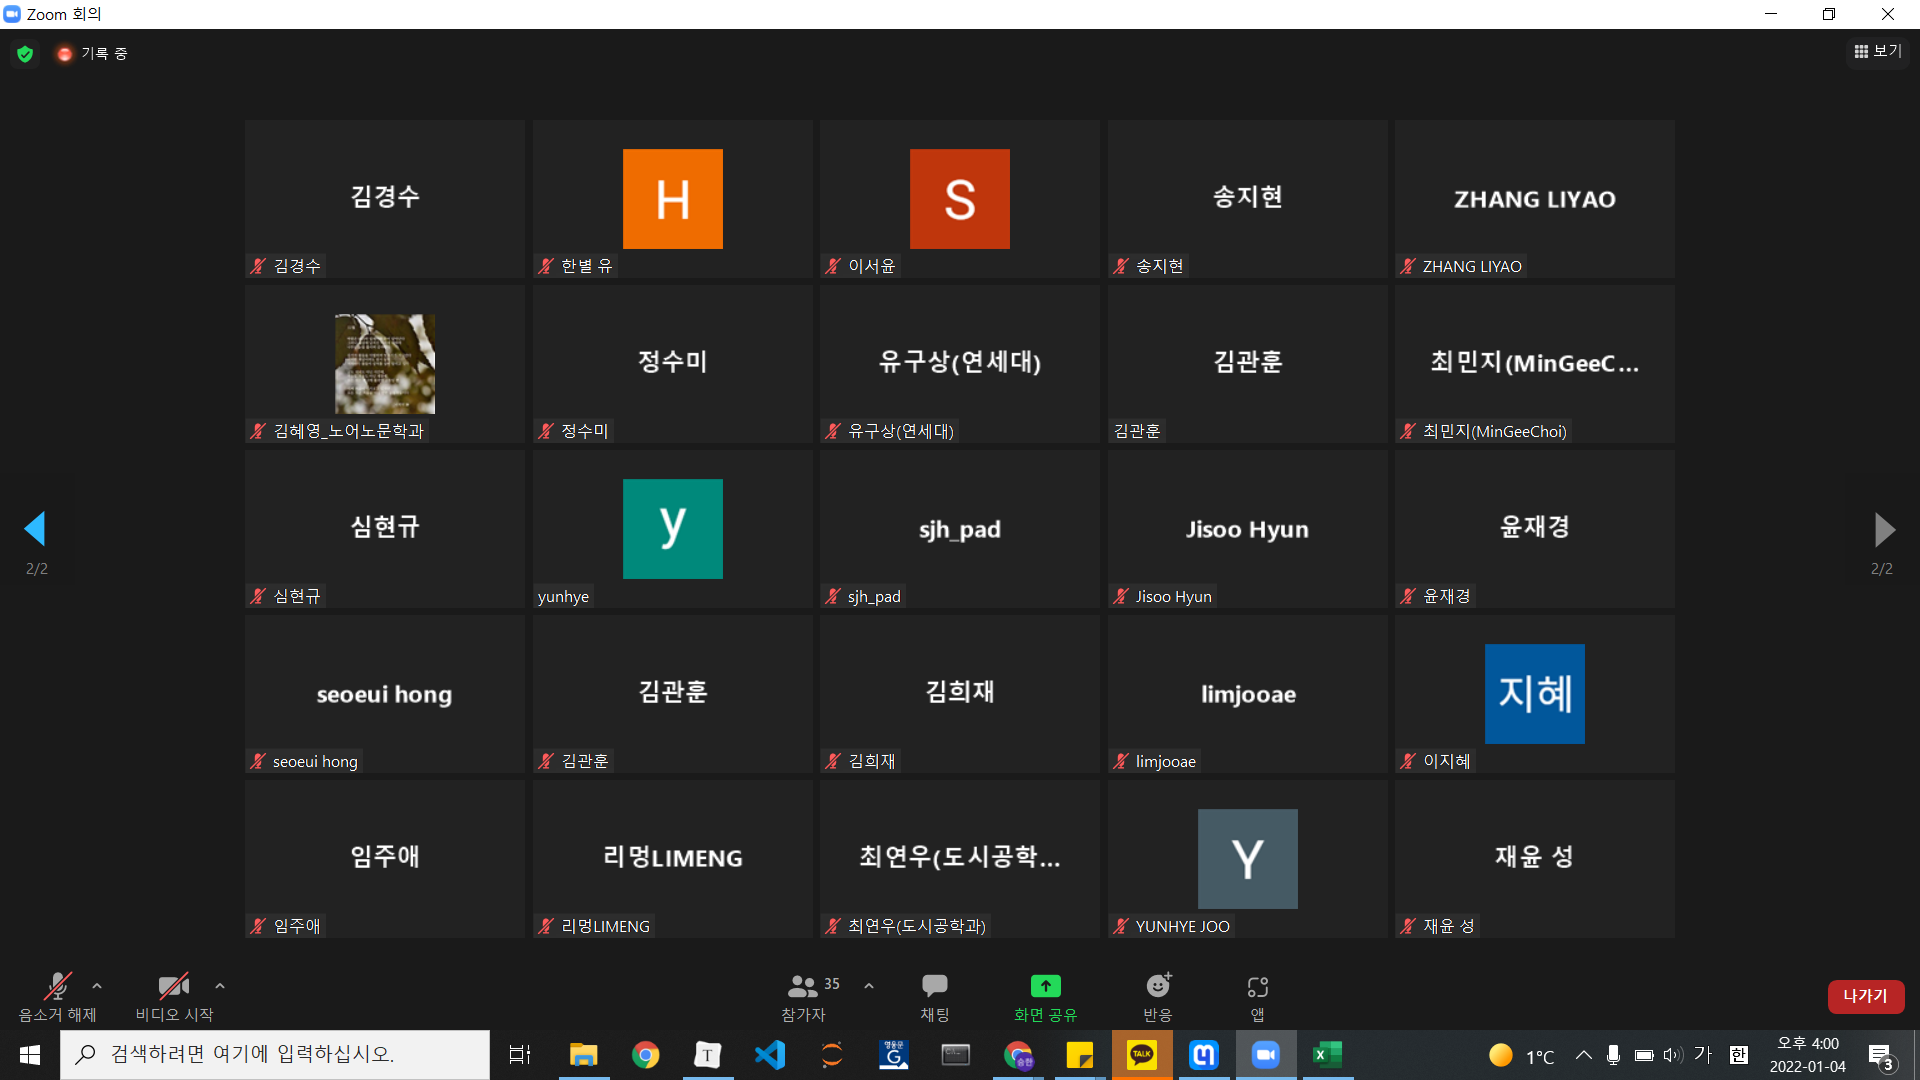 Zoom 회의
기록 중
보기
김경수
김경수
H
한별 유
S
이서윤
송지현
송지현
ZHANG LIYAO
ZHANG LIYAO
김혜영_노어노문학과
정수미
정수미
유구상(연세대)
유구상(연세대)
김관훈
김관훈
최민지(MinGeeC...
최민지(MinGeeChoi)
2/2
2/2
심현규
심현규
y
yunhye
sjh_pad
sjh_pad
Jisoo Hyun
Jisoo Hyun
윤재경
윤재경
seoeui hong
seoeui hong
김관훈
김관훈
김희재
김희재
limjooae
limjooae
지혜
이지혜
임주애
임주애
리멍LIMENG
리멍LIMENG
최연우(도시공학...
최연우(도시공학과)
Y
YUNHYE JOO
재윤 성
재윤 성
음소거 해제
비디오 시작
35
참가자
채팅
화면 공유
반응
앱
나가기
검색하려면 여기에 입력하십시오.
T
영웅문
G
승한
TALK
1°C
가
한
오후 4:00
2022-01-04
3